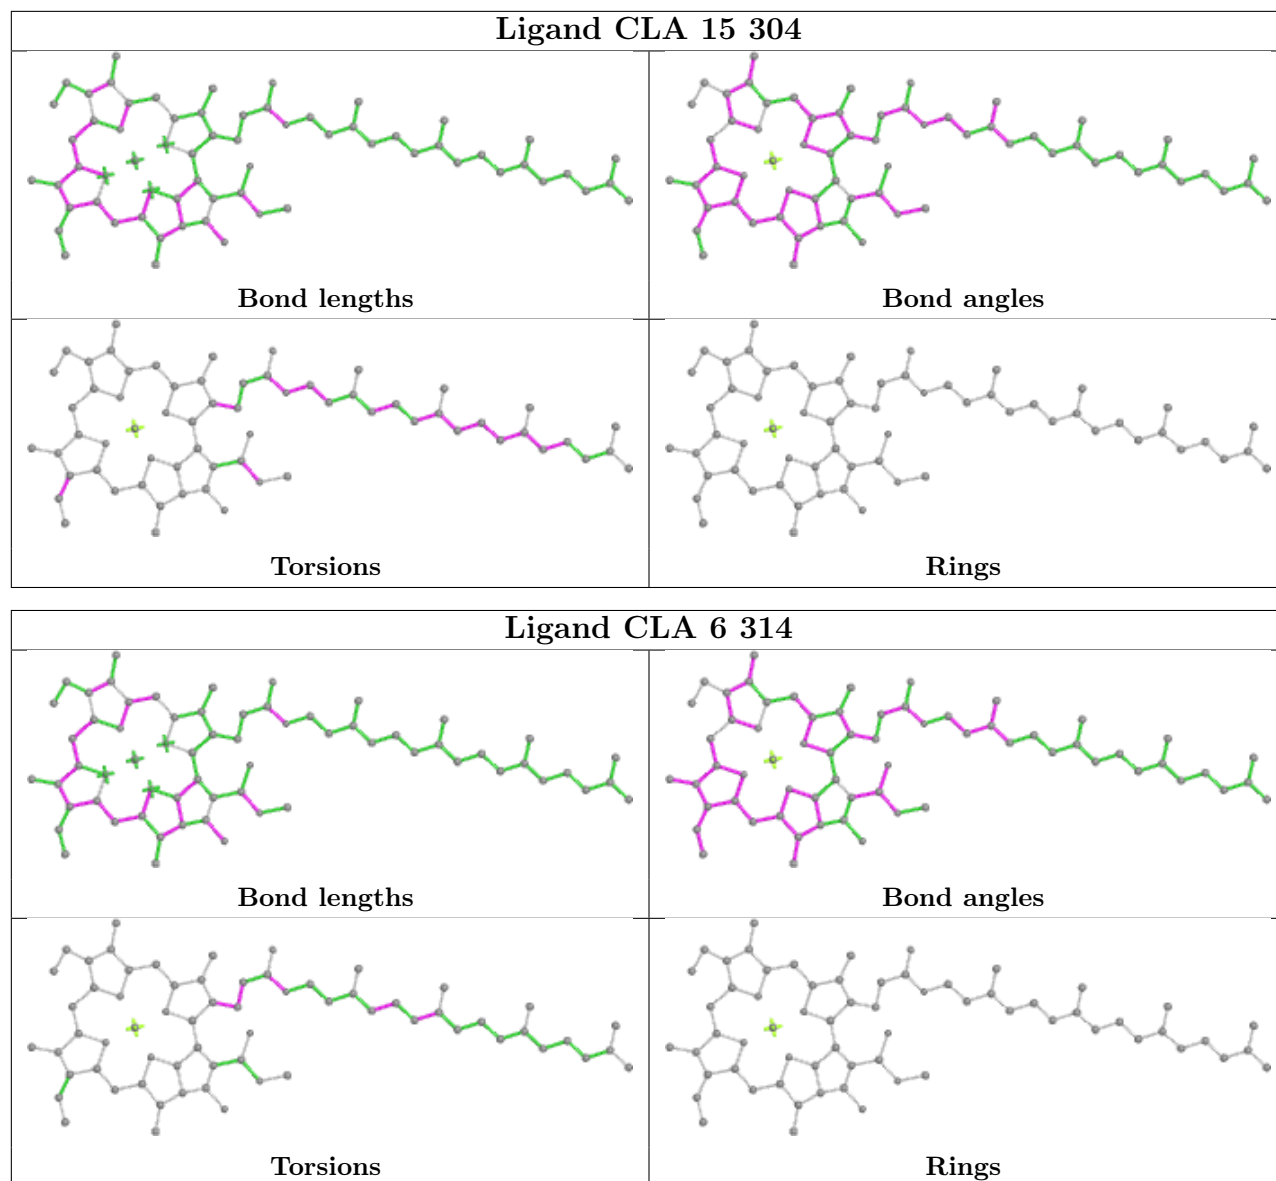 Ligand CLA 15 304
Bond lengths
Bond angles
Torsions
Rings
Ligand CLA 6 314
Bond lengths
Bond angles
Torsions
Rings